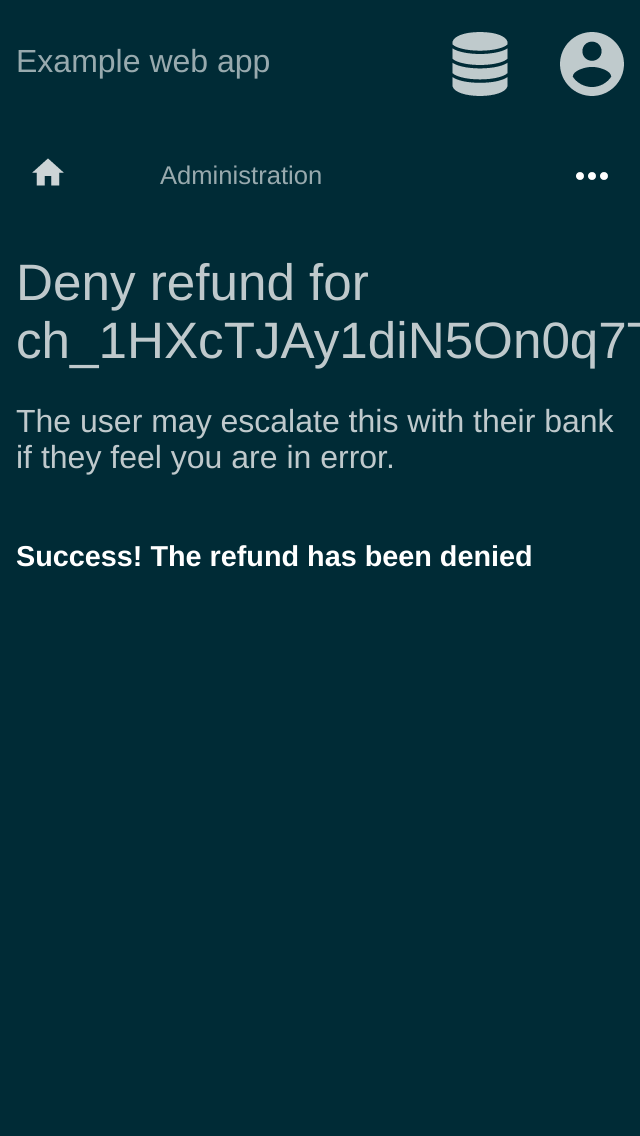 Example web app
Administration
Deny refund for
ch_1HXcTJAy1diN5On0q7
The user may escalate this with their bank
if they feel you are in error.
Success! The refund has been denied